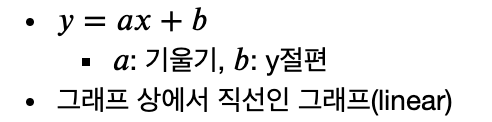 • y = ax + b
▪ a: 기울기, b: y절편
• 그래프 상에서 직선인 그래프(linear)